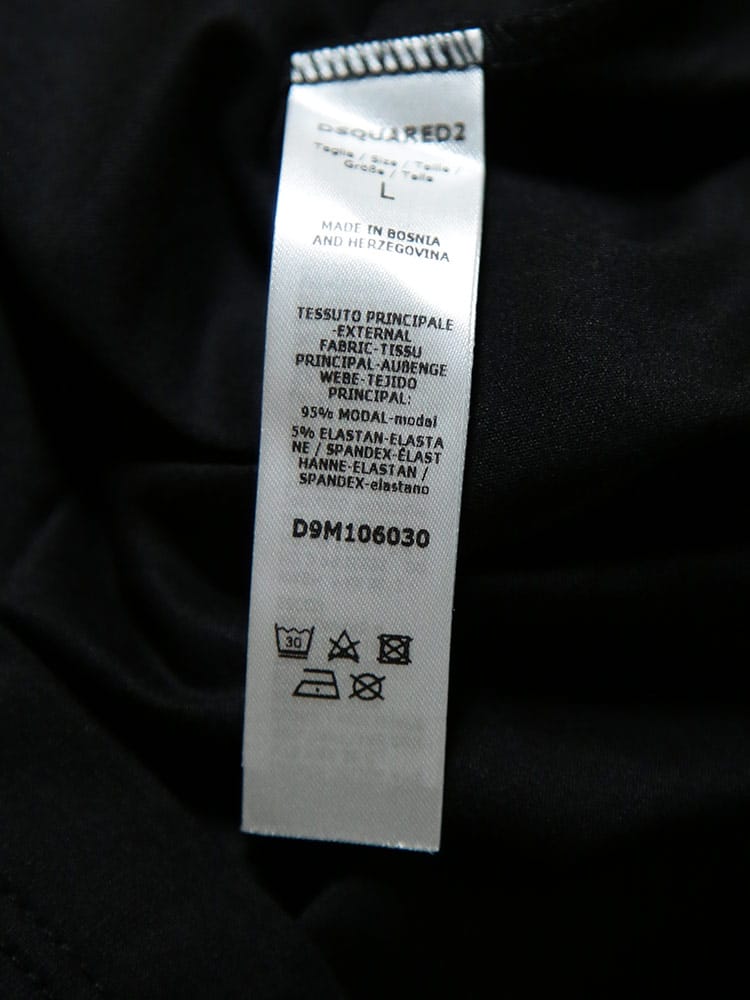 DSQUARED2
Taglia / Size / Taille /
Größe / Talla
L
MADE IN BOSNIA
AND HERZEGOVINA
TESSUTO PRINCIPALE
-EXTERNAL
FABRIC-TISSU
PRINCIPAL-AUBENGE
WEBE-TEJIDO
PRINCIPAL:
95% MODAL-modal
5% ELASTAN-ELASTA
NE / SPANDEX-ÉLAST
HANNE-ELASTAN /
SPANDEX-elastano
D9M106030
30